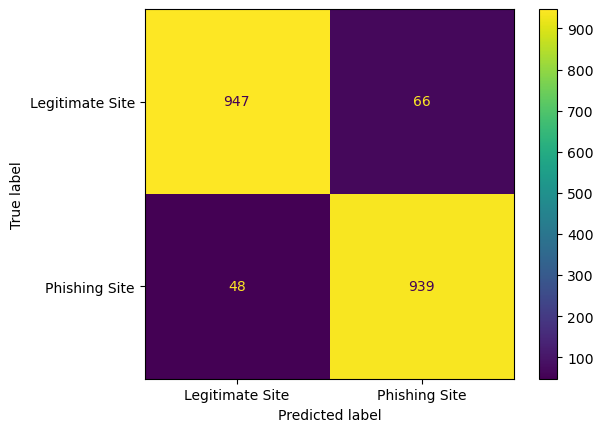 Legitimate Site
947
66
Phishing Site
48
939
True label
Legitimate Site
Phishing Site
Predicted label
900
800
700
600
500
400
300
200
100